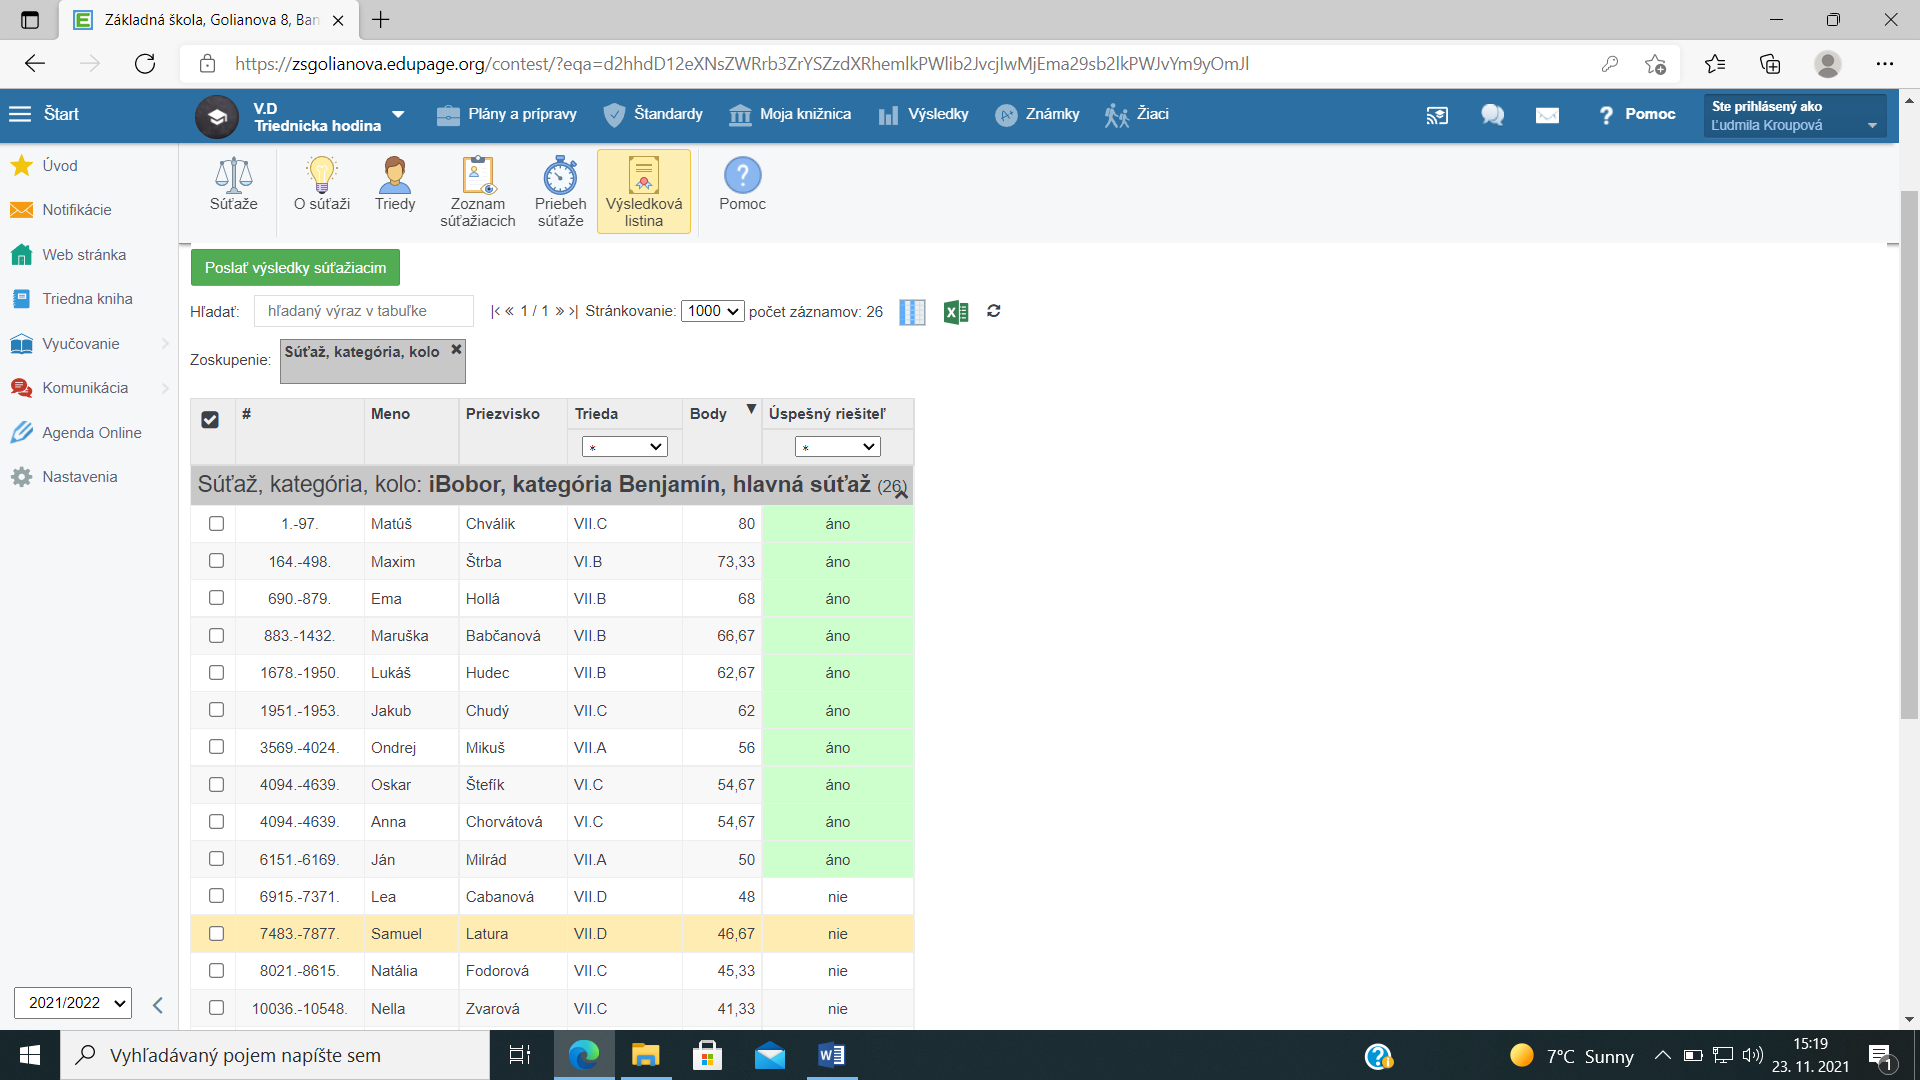 Základná škola, Golianova 8, Ban
https://zsgolianova.edupage.org/contest/?eqa=d2hhdD12eXNsZWRrb3ZrYSZzdXRhemlkPWlib2JvcjIwMjEma29sb2lkPWJvYm9yOmJl
Štart
V.D
Triednicka hodina
Plány a prípravy
Štandardy
Moja knižnica
Výsledky
Známky
Žiaci
Pomoc
Ste prihlásený ako
Ľudmila Kroupová
Úvod
Notifikácie
Web stránka
Triedna kniha
Vyučovanie
Komunikácia
Agenda Online
Nastavenia
2021/2022
Súťaže
O súťaži
Triedy
Zoznam súťažiacich
Priebeh súťaže
Výsledková listina
Pomoc
Poslať výsledky súťažiacim
Hľadať: hľadaný výraz v tabuľke |< « 1 / 1 » >| Stránkovanie: 1000 počet záznamov: 26
Zoskupenie: Súťaž, kategória, kolo
# Meno Priezvisko Trieda Body ▼ Úspešný riešiteľ
* *
Súťaž, kategória, kolo: iBobor, kategória Benjamín, hlavná súťaž (26)
1.-97. Matúš Chválik VII.C 80 áno
164.-498. Maxim Štrba VI.B 73,33 áno
690.-879. Ema Hollá VII.B 68 áno
883.-1432. Maruška Babčanová VII.B 66,67 áno
1678.-1950. Lukáš Hudec VII.B 62,67 áno
1951.-1953. Jakub Chudý VII.C 62 áno
3569.-4024. Ondrej Mikuš VII.A 56 áno
4094.-4639. Oskar Štefík VI.C 54,67 áno
4094.-4639. Anna Chorvátová VI.C 54,67 áno
6151.-6169. Ján Milrád VII.A 50 áno
6915.-7371. Lea Cabanová VII.D 48 nie
7483.-7877. Samuel Latura VII.D 46,67 nie
8021.-8615. Natália Fodorová VII.C 45,33 nie
10036.-10548. Nella Zvarová VII.C 41,33 nie
Vyhľadávaný pojem napíšte sem
7°C Sunny
15:19
23. 11. 2021
1